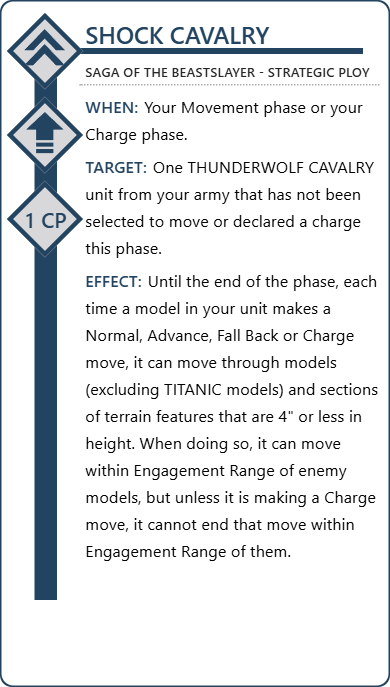 SHOCK CAVALRY
SAGA OF THE BEASTSLAYER - STRATEGIC PLOY
WHEN: Your Movement phase or your
Charge phase.
TARGET: One THUNDERWOLF CAVALRY
unit from your army that has not been
selected to move or declared a charge
this phase.
1 CP
EFFECT: Until the end of the phase, each
time a model in your unit makes a
Normal, Advance, Fall Back or Charge
move, it can move through models
(excluding TITANIC models) and sections
of terrain features that are 4" or less in
height. When doing so, it can move
within Engagement Range of enemy
models, but unless it is making a Charge
move, it cannot end that move within
Engagement Range of them.